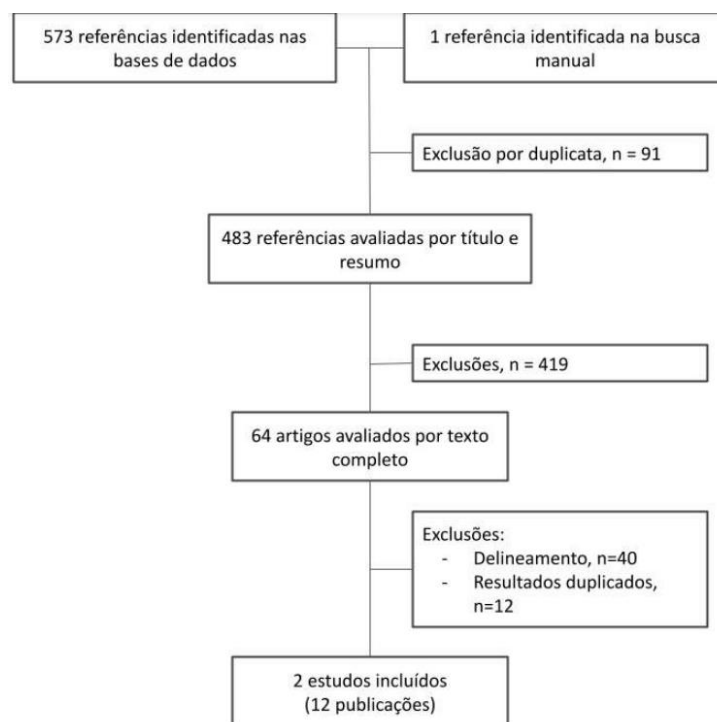 573 referências identificadas nas
bases de dados
1 referência identificada na busca
manual
Exclusão por duplicata, n = 91
483 referências avaliadas por título e
resumo
Exclusões, n = 419
64 artigos avaliados por texto
completo
Exclusões:
- Delineamento, n=40
- Resultados duplicados,
n=12
2 estudos incluídos
(12 publicações)